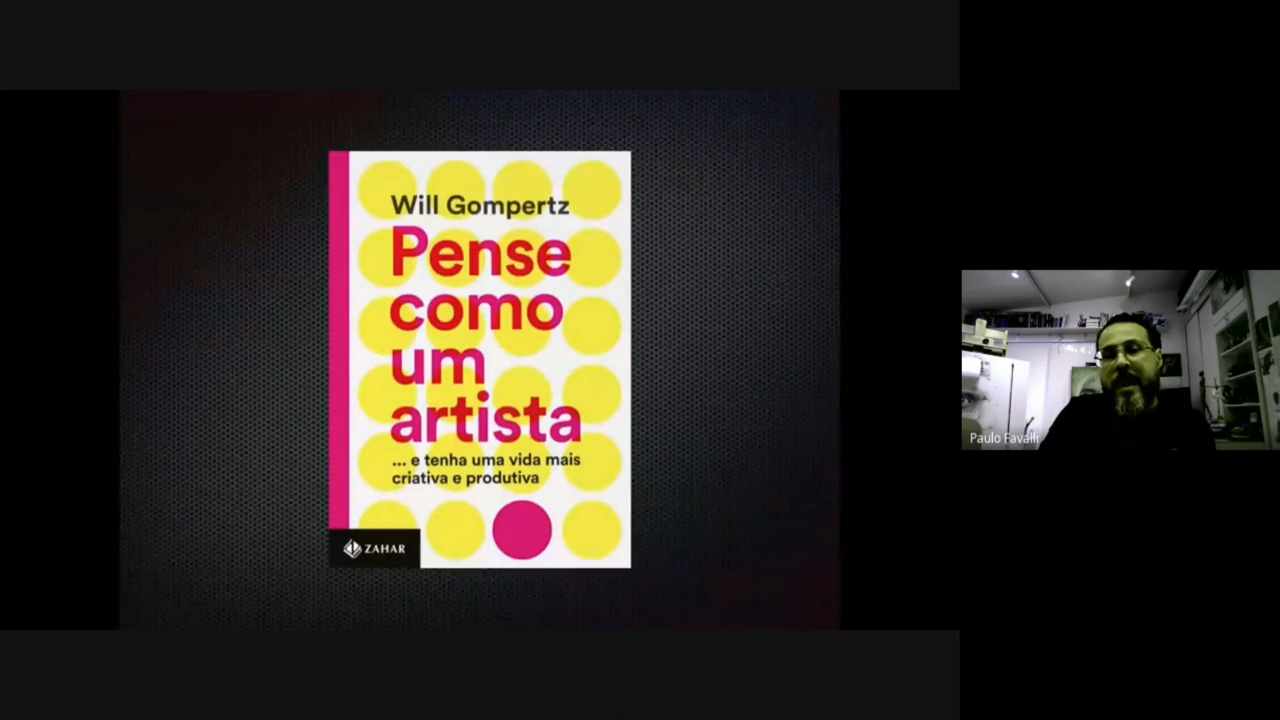 Will Gompertz
Pense
como
um
artista
... e tenha uma vida mais
criativa e produtiva
ZAHAR
Paulo Favalli